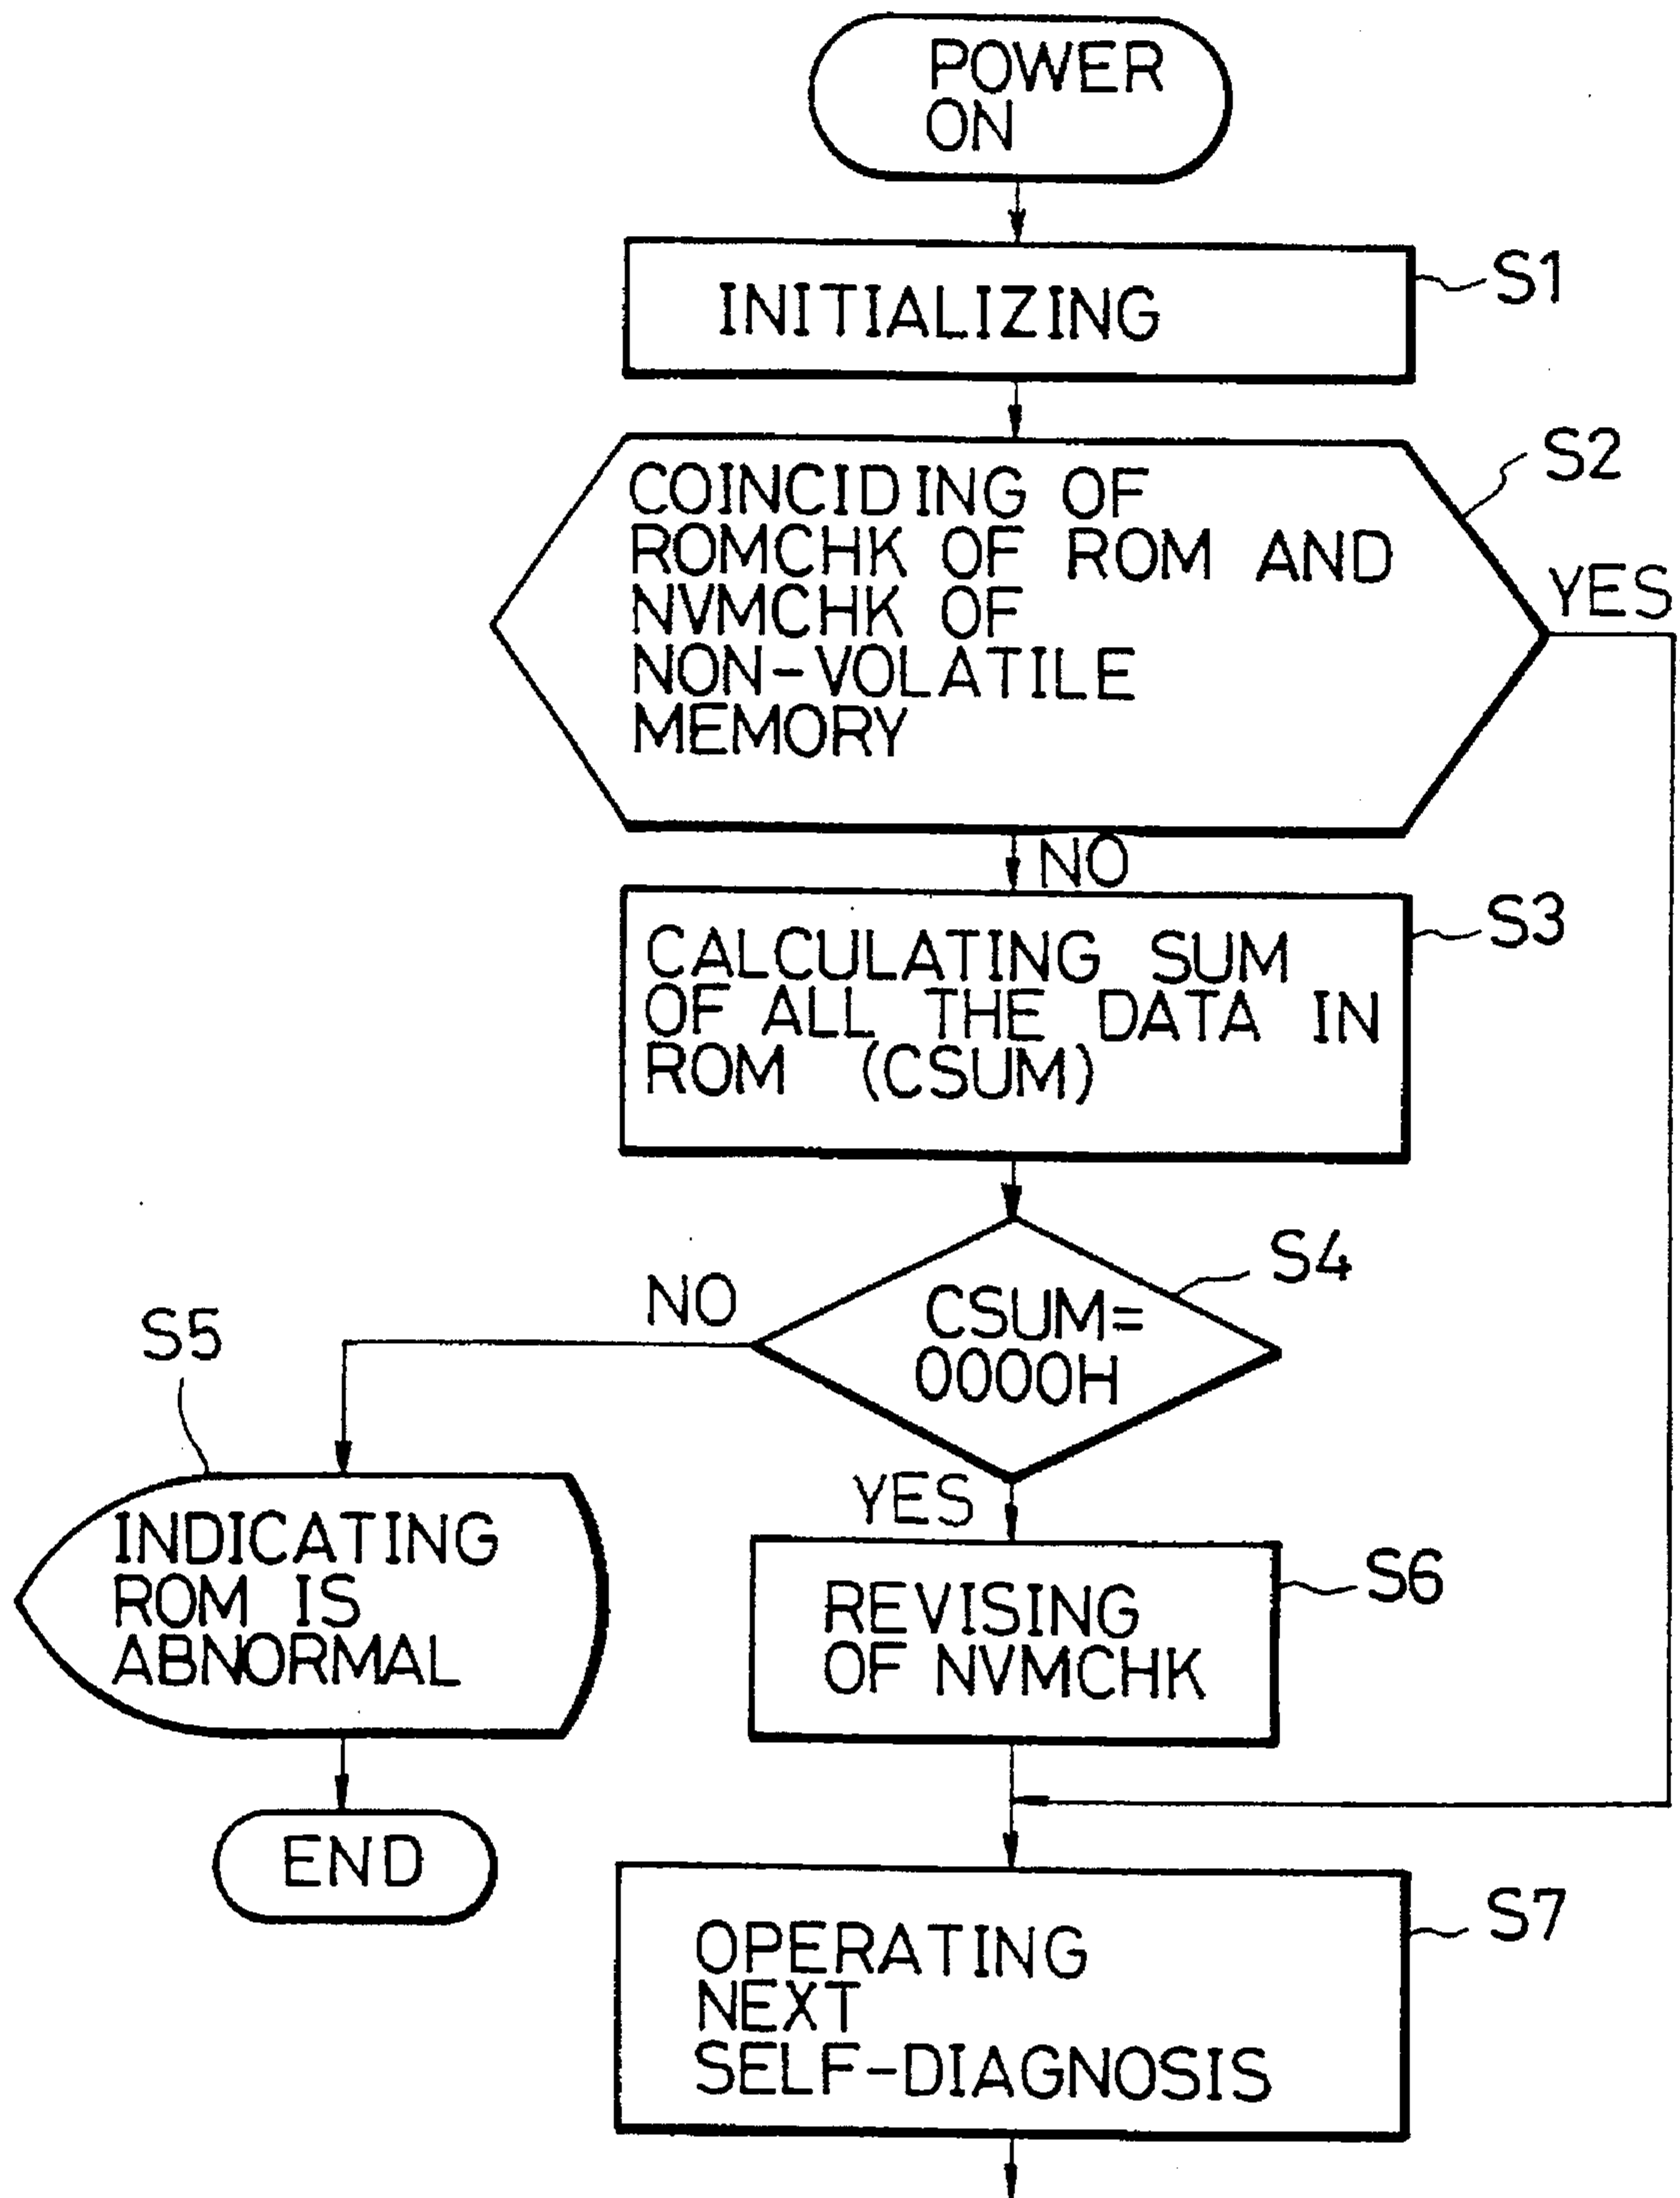 POWER
ON
INITIALIZING
S1
COINCIDING OF
ROMCHK OF ROM AND
NVMCHK OF
NON-VOLATILE
MEMORY
S2
YES
NO
CALCULATING SUM
OF ALL THE DATA IN
ROM (CSUM)
S3
CSUM=
0000H
S4
NO
S5
YES
INDICATING
ROM IS
ABNORMAL
REVISING
OF NVMCHK
S6
END
OPERATING
NEXT
SELF-DIAGNOSIS
S7